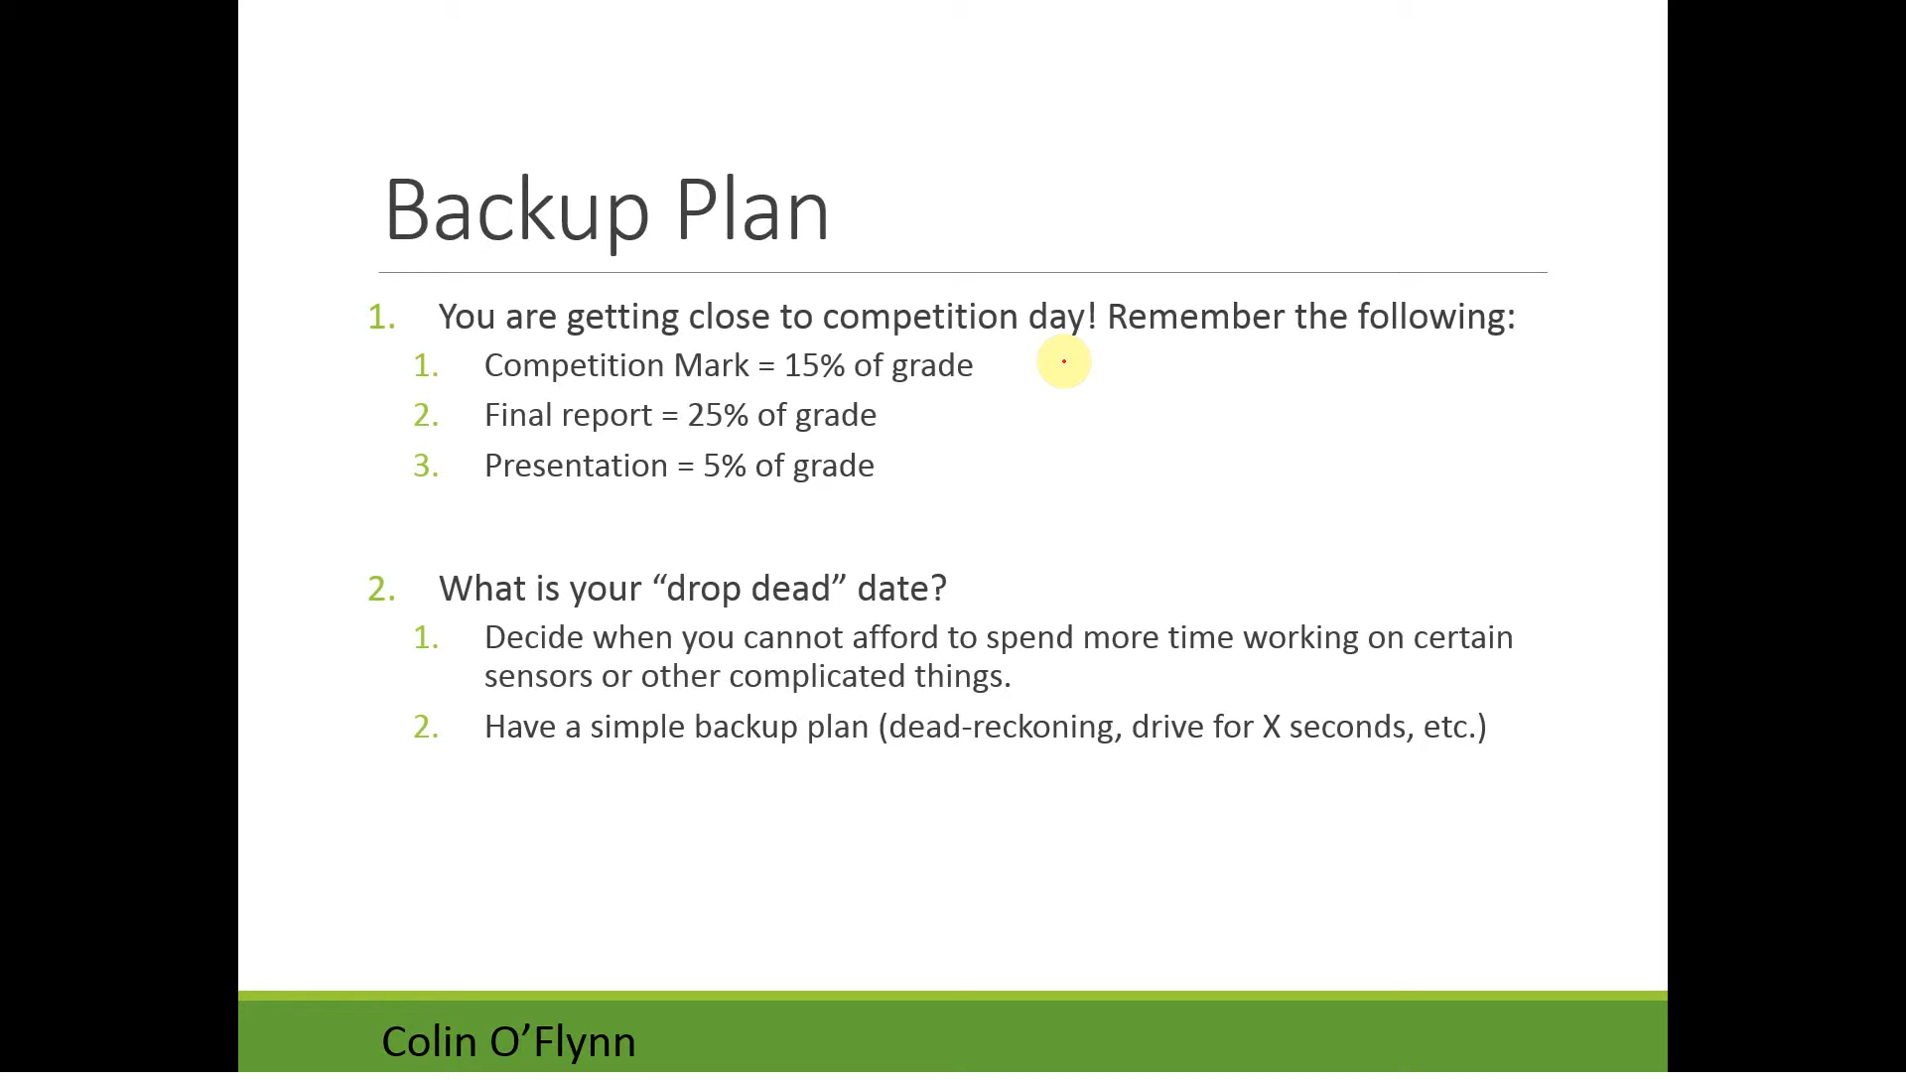 Backup Plan
1. You are getting close to competition day! Remember the following:
1. Competition Mark = 15% of grade
2. Final report = 25% of grade
3. Presentation = 5% of grade
2. What is your “drop dead” date?
1. Decide when you cannot afford to spend more time working on certain
sensors or other complicated things.
2. Have a simple backup plan (dead-reckoning, drive for X seconds, etc.)
Colin O’Flynn